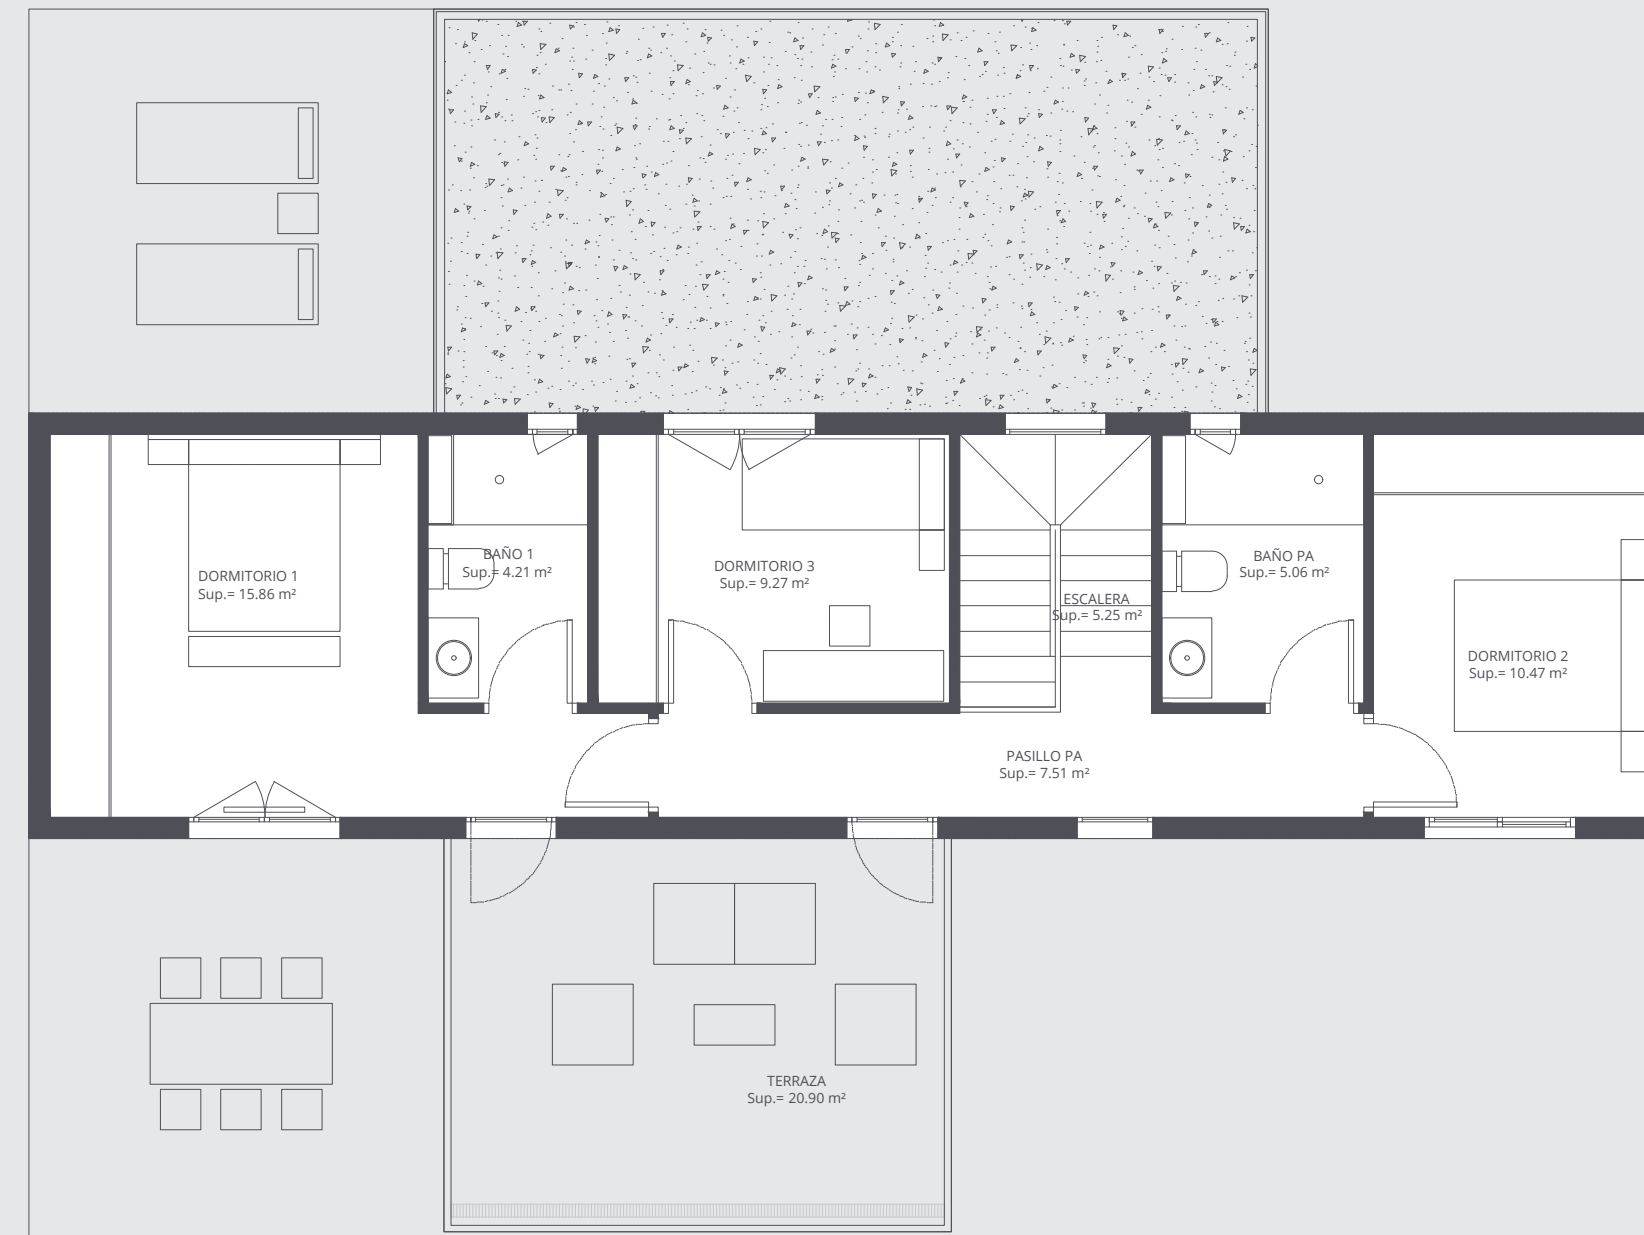 BAÑO 1
Sup.= 4.21 m²
BAÑO PA
Sup.= 5.06 m²
DORMITORIO 3
Sup.= 9.27 m²
DORMITORIO 1
Sup.= 15.86 m²
ESCALERA
Sup.= 5.25 m²
DORMITORIO 2
Sup.= 10.47 m²
PASILLO PA
Sup.= 7.51 m²
TERRAZA
Sup.= 20.90 m²